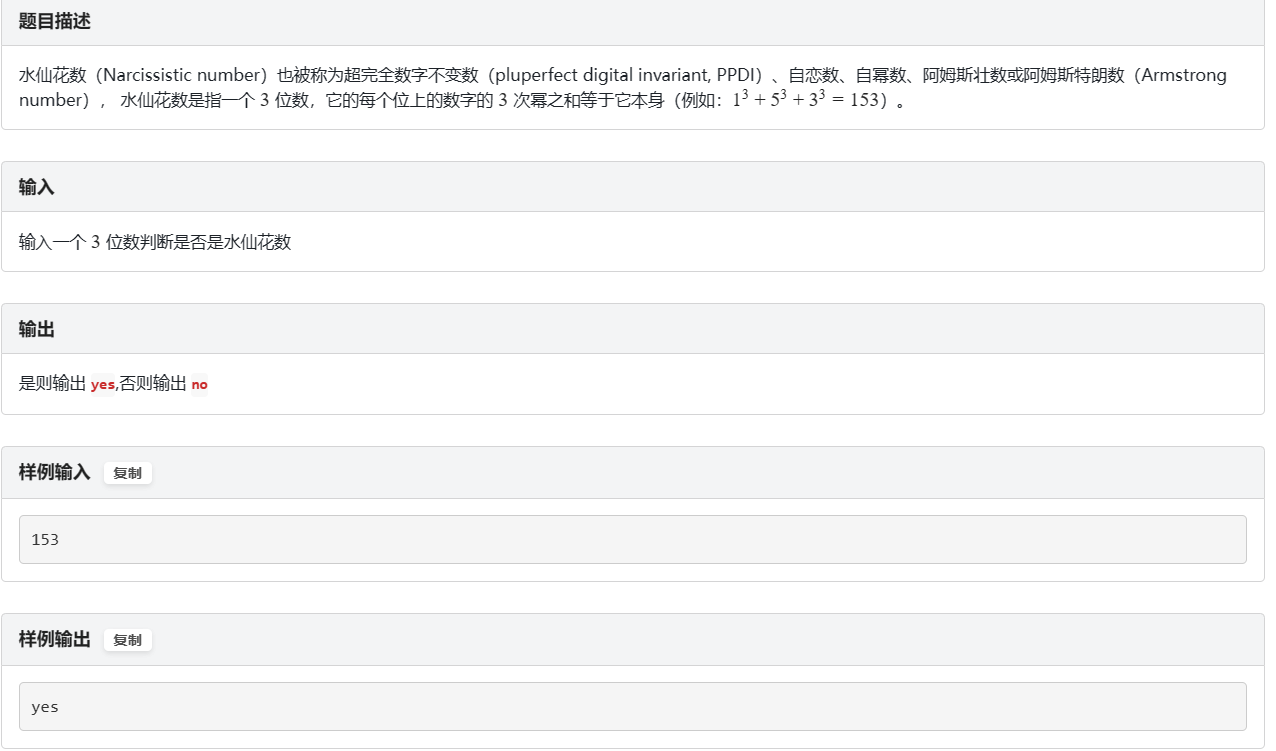 题目描述
水仙花数（Narcissistic number）也被称为超完全数字不变数（pluperfect digital invariant, PPDI）、自恋数、自幂数、阿姆斯壮数或阿姆斯特朗数（Armstrong
number）， 水仙花数是指一个 3 位数，它的每个位上的数字的 3 次幂之和等于它本身（例如：1³ + 5³ + 3³ = 153）。
输入
输入一个 3 位数判断是否是水仙花数
输出
是则输出 yes,否则输出 no
样例输入 复制
153
样例输出 复制
yes